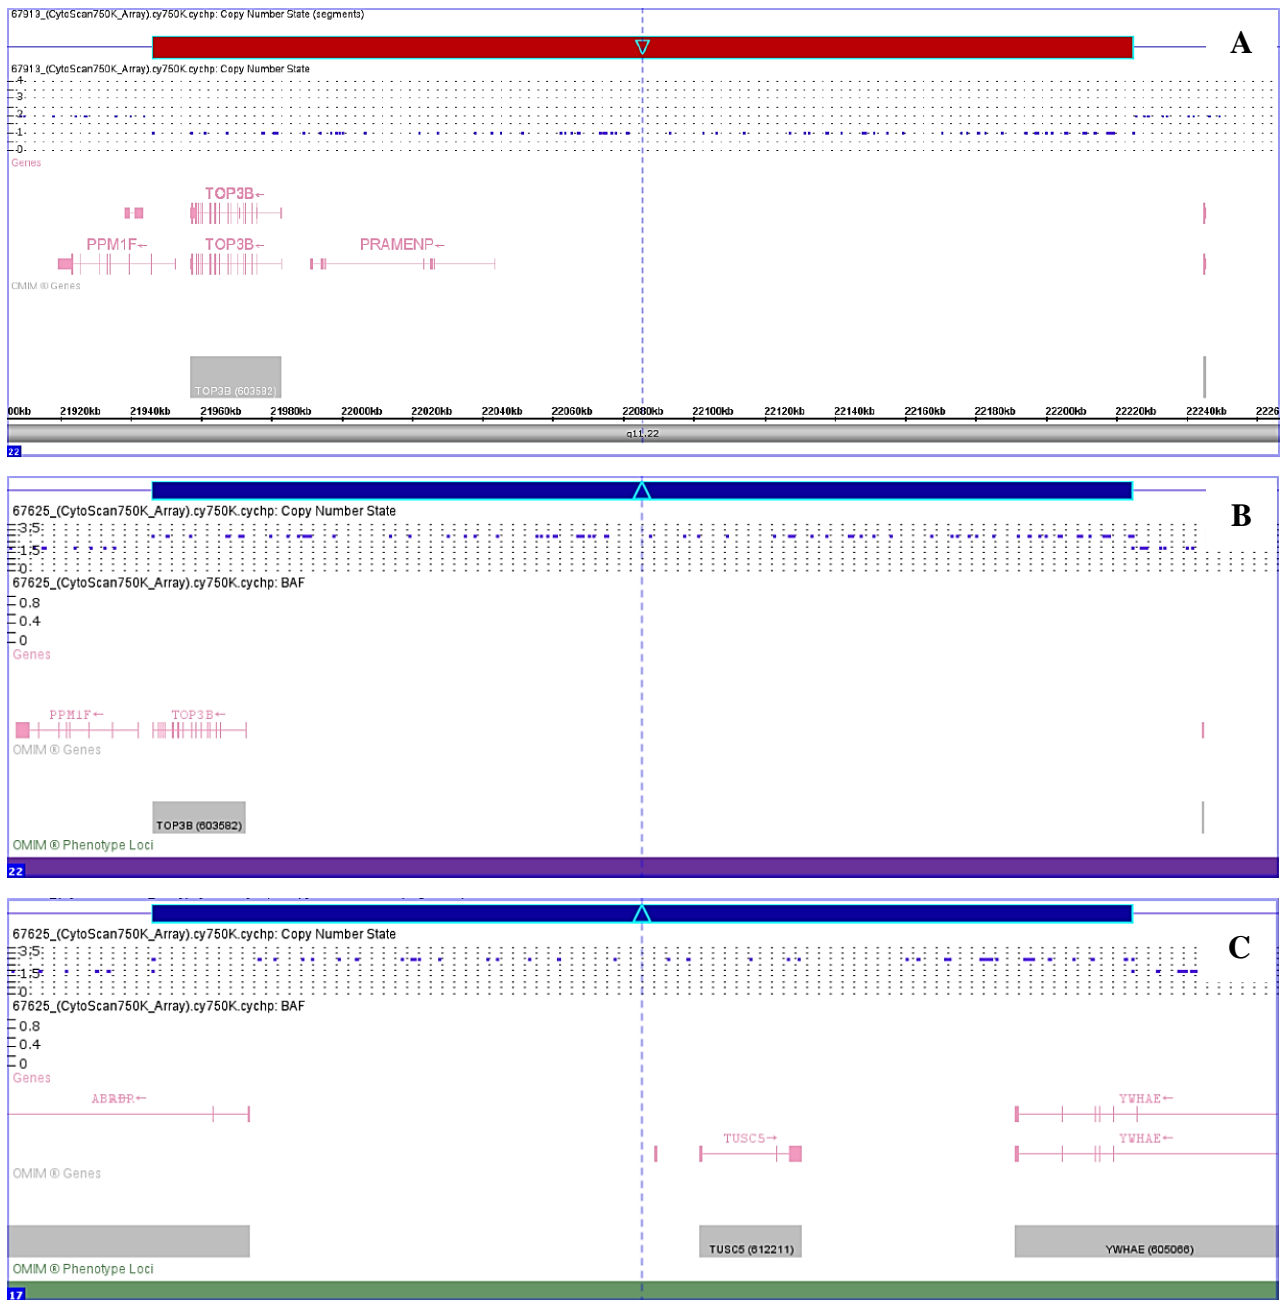 67913_(CytoScan750K_Array).cy750K.cychp: Copy Number State (segments)
A
67913_(CytoScan750K_Array).cy750K.cychp: Copy Number State
4
3
2
1
0
Genes
TOP3B←
PPM1F← TOP3B← PRAMENP←
OMIM ® Genes
TOP3B (603582)
00kb 21920kb 21940kb 21960kb 21980kb 22000kb 22020kb 22040kb 22060kb 22080kb 22100kb 22120kb 22140kb 22160kb 22180kb 22200kb 22220kb 22240kb 2226
q11.22
22
B
67625_(CytoScan750K_Array).cy750K.cychp: Copy Number State
3.5
1.5
0
67625_(CytoScan750K_Array).cy750K.cychp: BAF
0.8
0.4
0
Genes
PPM1F← TOP3B←
OMIM ® Genes
TOP3B (603582)
OMIM ® Phenotype Loci
22
C
67625_(CytoScan750K_Array).cy750K.cychp: Copy Number State
3.5
1.5
0
67625_(CytoScan750K_Array).cy750K.cychp: BAF
0.8
0.4
0
Genes
YWHAE←
TUSC5→ YWHAE←
OMIM ® Genes
TUSC5 (612211) YWHAE (605066)
OMIM ® Phenotype Loci
17